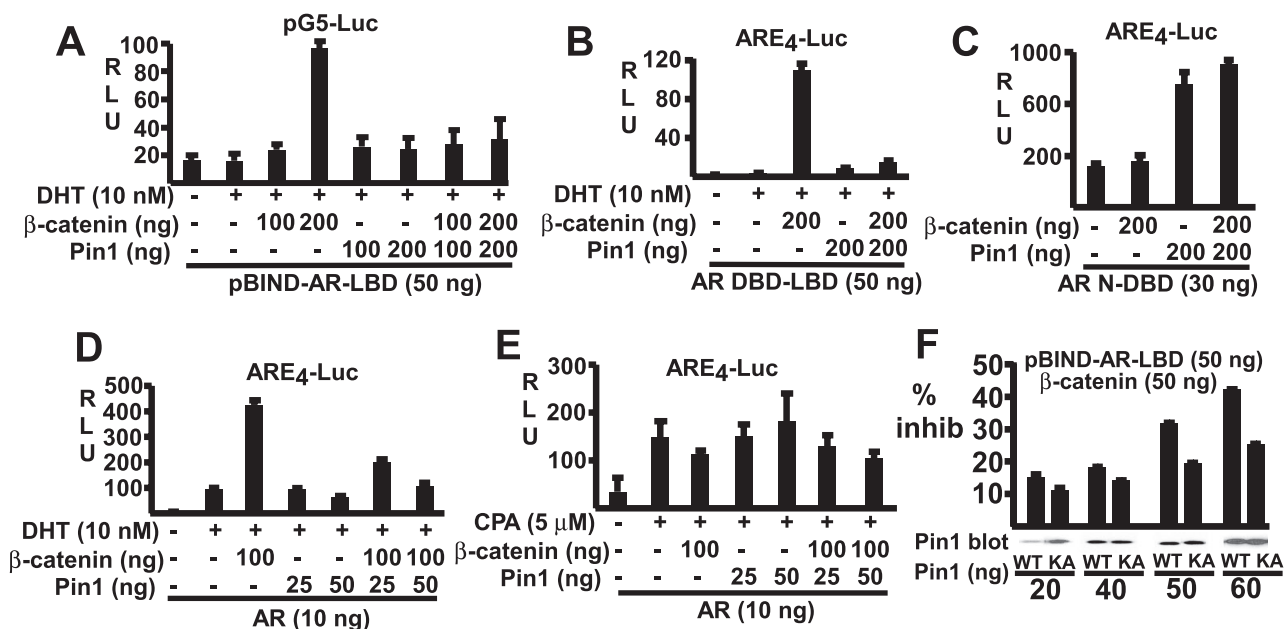 A
pG5-Luc
RLU
100
80
60
40
20
DHT (10 nM) - + + + + + + +
β-catenin (ng) - - 100 200 - - 100 200
Pin1 (ng) - - - - 100 200 100 200
pBIND-AR-LBD (50 ng)
B
ARE4-Luc
RLU
120
80
40
DHT (10 nM) - + + + +
β-catenin (ng) - - 200 - 200
Pin1 (ng) - - - 200 200
AR DBD-LBD (50 ng)
C
ARE4-Luc
RLU
1000
600
200
β-catenin (ng) - 200 - 200
Pin1 (ng) - - 200 200
AR N-DBD (30 ng)
D
ARE4-Luc
RLU
500
400
300
200
100
DHT (10 nM) - + + + + + +
β-catenin (ng) - - 100 - - 100 100
Pin1 (ng) - - - 25 50 25 50
AR (10 ng)
E
ARE4-Luc
RLU
300
200
100
CPA (5 μM) - + + + + + +
β-catenin (ng) - - 100 - - 100 100
Pin1 (ng) - - - 25 50 25 50
AR (10 ng)
F
pBIND-AR-LBD (50 ng)
β-catenin (50 ng)
%
inhib
50
40
30
20
10
Pin1 blot
WT KA WT KA WT KA WT KA
Pin1 (ng)
20 40 50 60